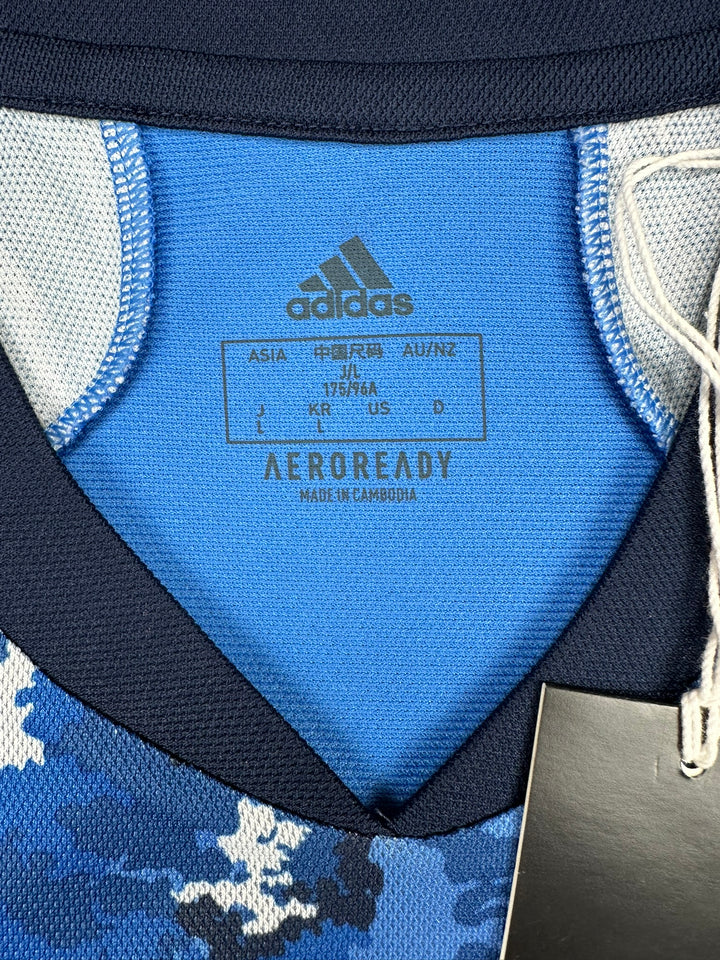 adidas
ASIA 中国尺码 AU/NZ
J/L
175/96A
J KR US D
L L
AEROREADY
MADE IN CAMBODIA